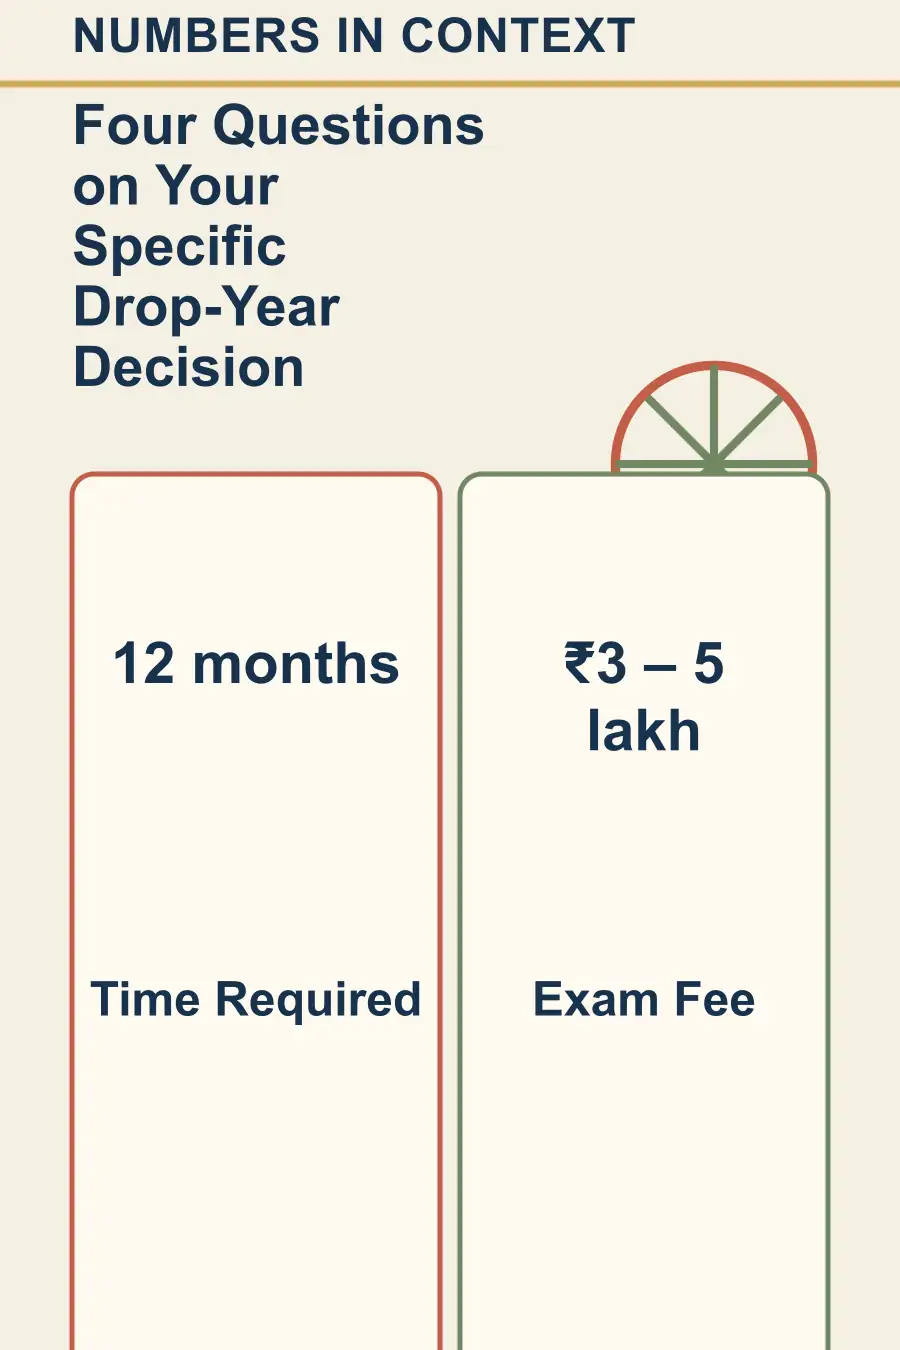 NUMBERS IN CONTEXT
Four Questions
on Your
Specific
Drop-Year
Decision
12 months
Time Required
₹3 – 5
lakh
Exam Fee